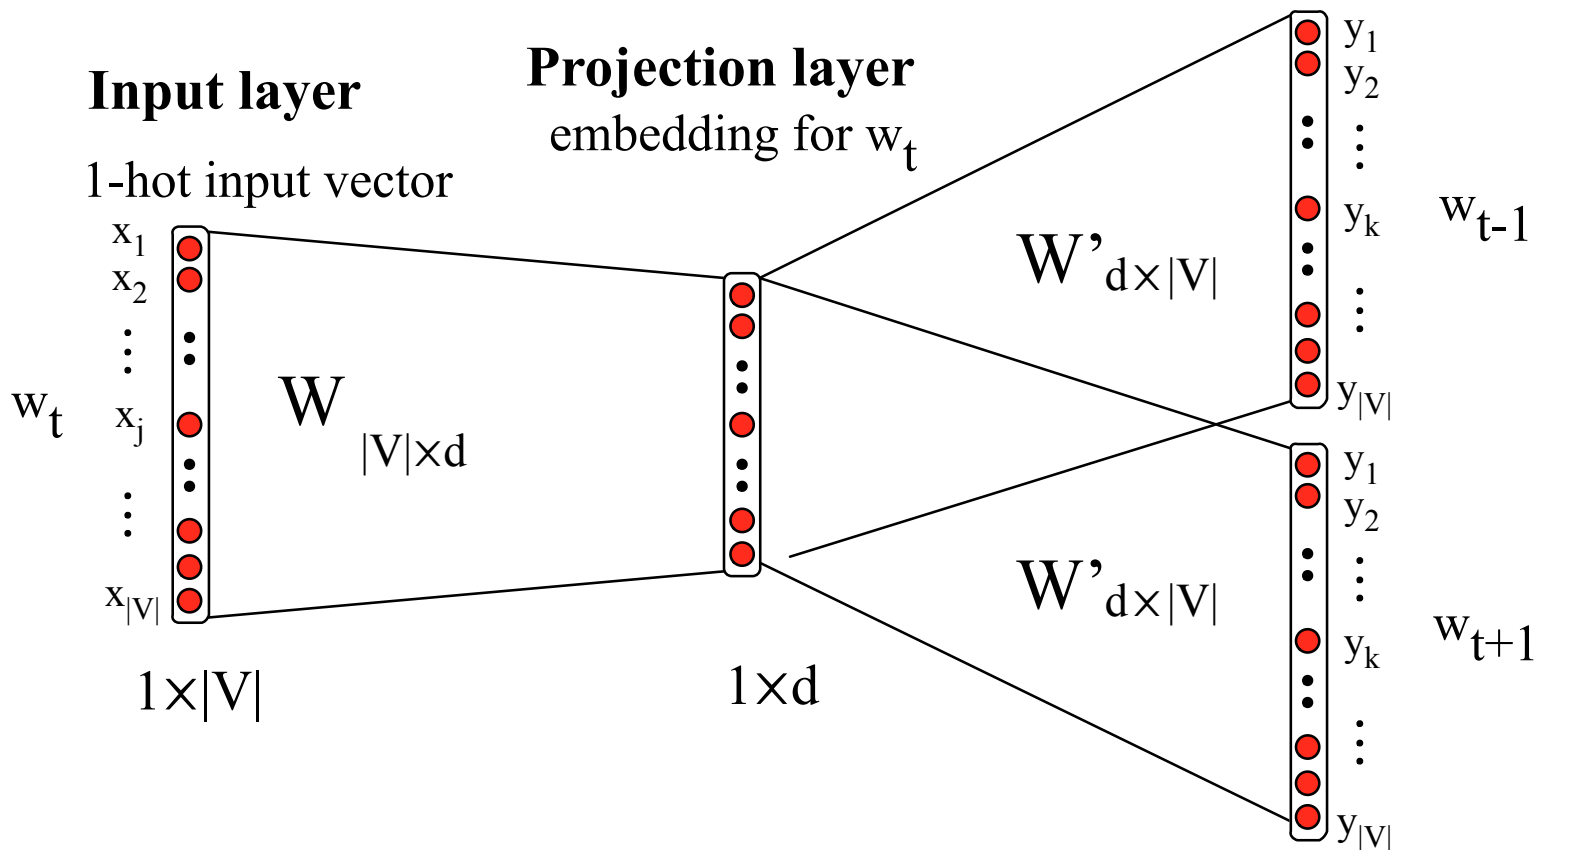 Input layer
1-hot input vector
Projection layer
embedding for wt
wt
x1
x2
⋮
xj
⋮
x|V|
W
|V|×d
1×|V|
1×d
W’d×|V|
W’d×|V|
y1
y2
⋮
yk
⋮
y|V|
wt-1
y1
y2
⋮
yk
⋮
y|V|
wt+1